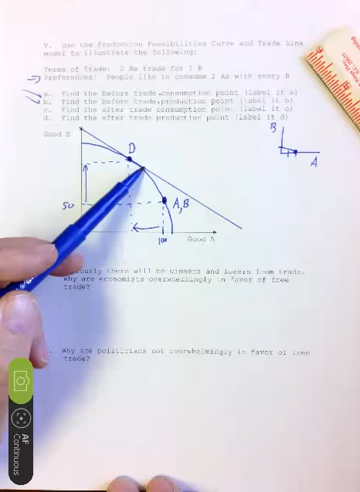 V. Use the Production Possibilities Curve and Trade Line
model to illustrate the following:
Terms of Trade: 2 As trade for 1 B
Preferences: People like to consume 2 As with every B
a. Find the before trade consumption point (label it a)
b. Find the before trade production point (label it b)
c. Find the after trade consumption point (label it c)
d. Find the after trade production point (label it d)
Good B
B
A
D
50
A,B
100
Good A
there will be winners and losers from trade.
Why are economists overwhelmingly in favor of free
trade?
Why are politicians not overwhelmingly in favor of free
trade?
AF
Continuous